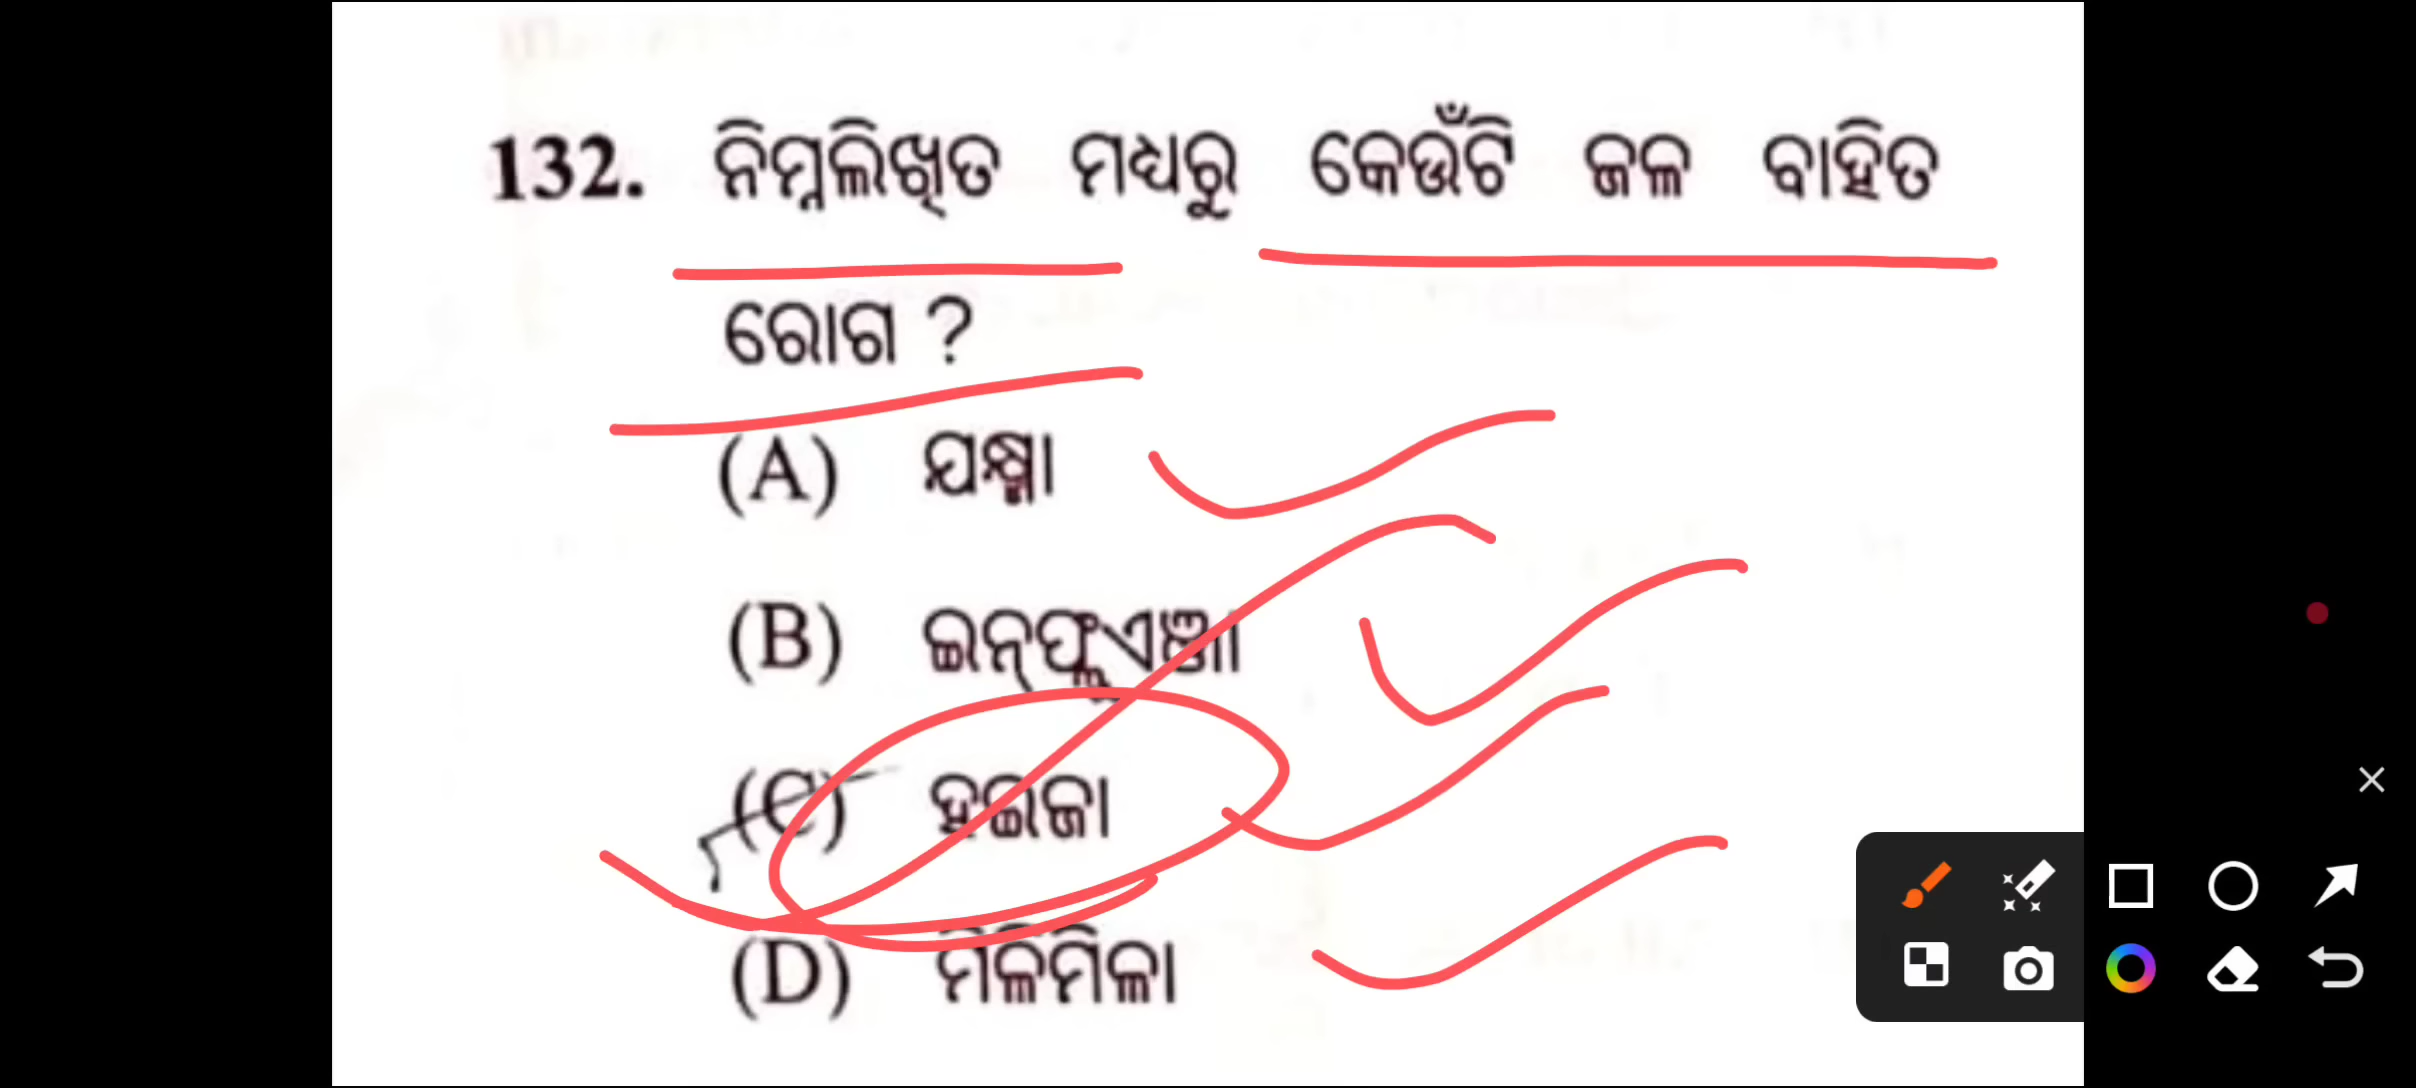 132. ନିମ୍ନଲିଖିତ ମଧ୍ୟରୁ କେଉଁଟି ଜଳ ବାହିତ
ରୋଗ ?
(A) ଯକ୍ଷ୍ମା
(B) ଇନ୍‌ଫ୍ଲୁଏଞ୍ଜା
(C) ହଇଜା
(D) ମିଳିମିଳା